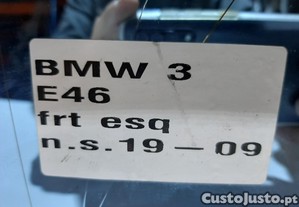 BMW 3
E46
frt esq
n.s.19-09
CustoJusto.pt